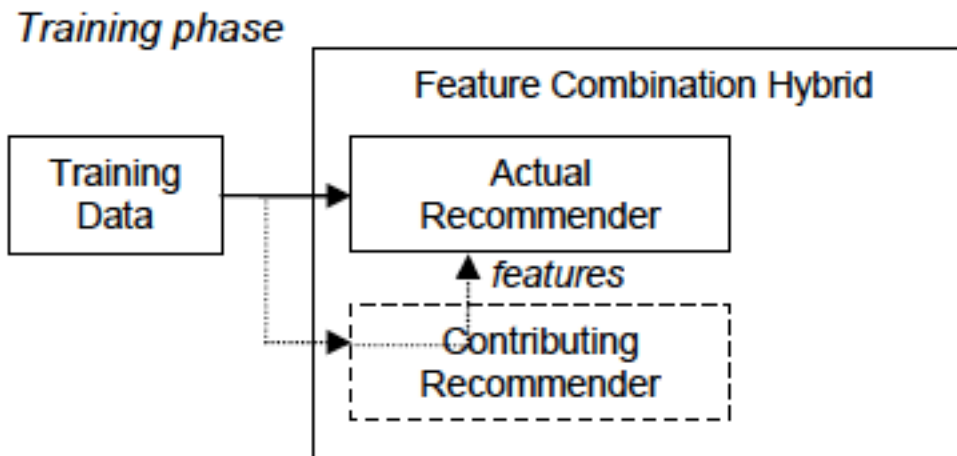 Training phase
Feature Combination Hybrid
Training
Data
Actual
Recommender
features
Contributing
Recommender